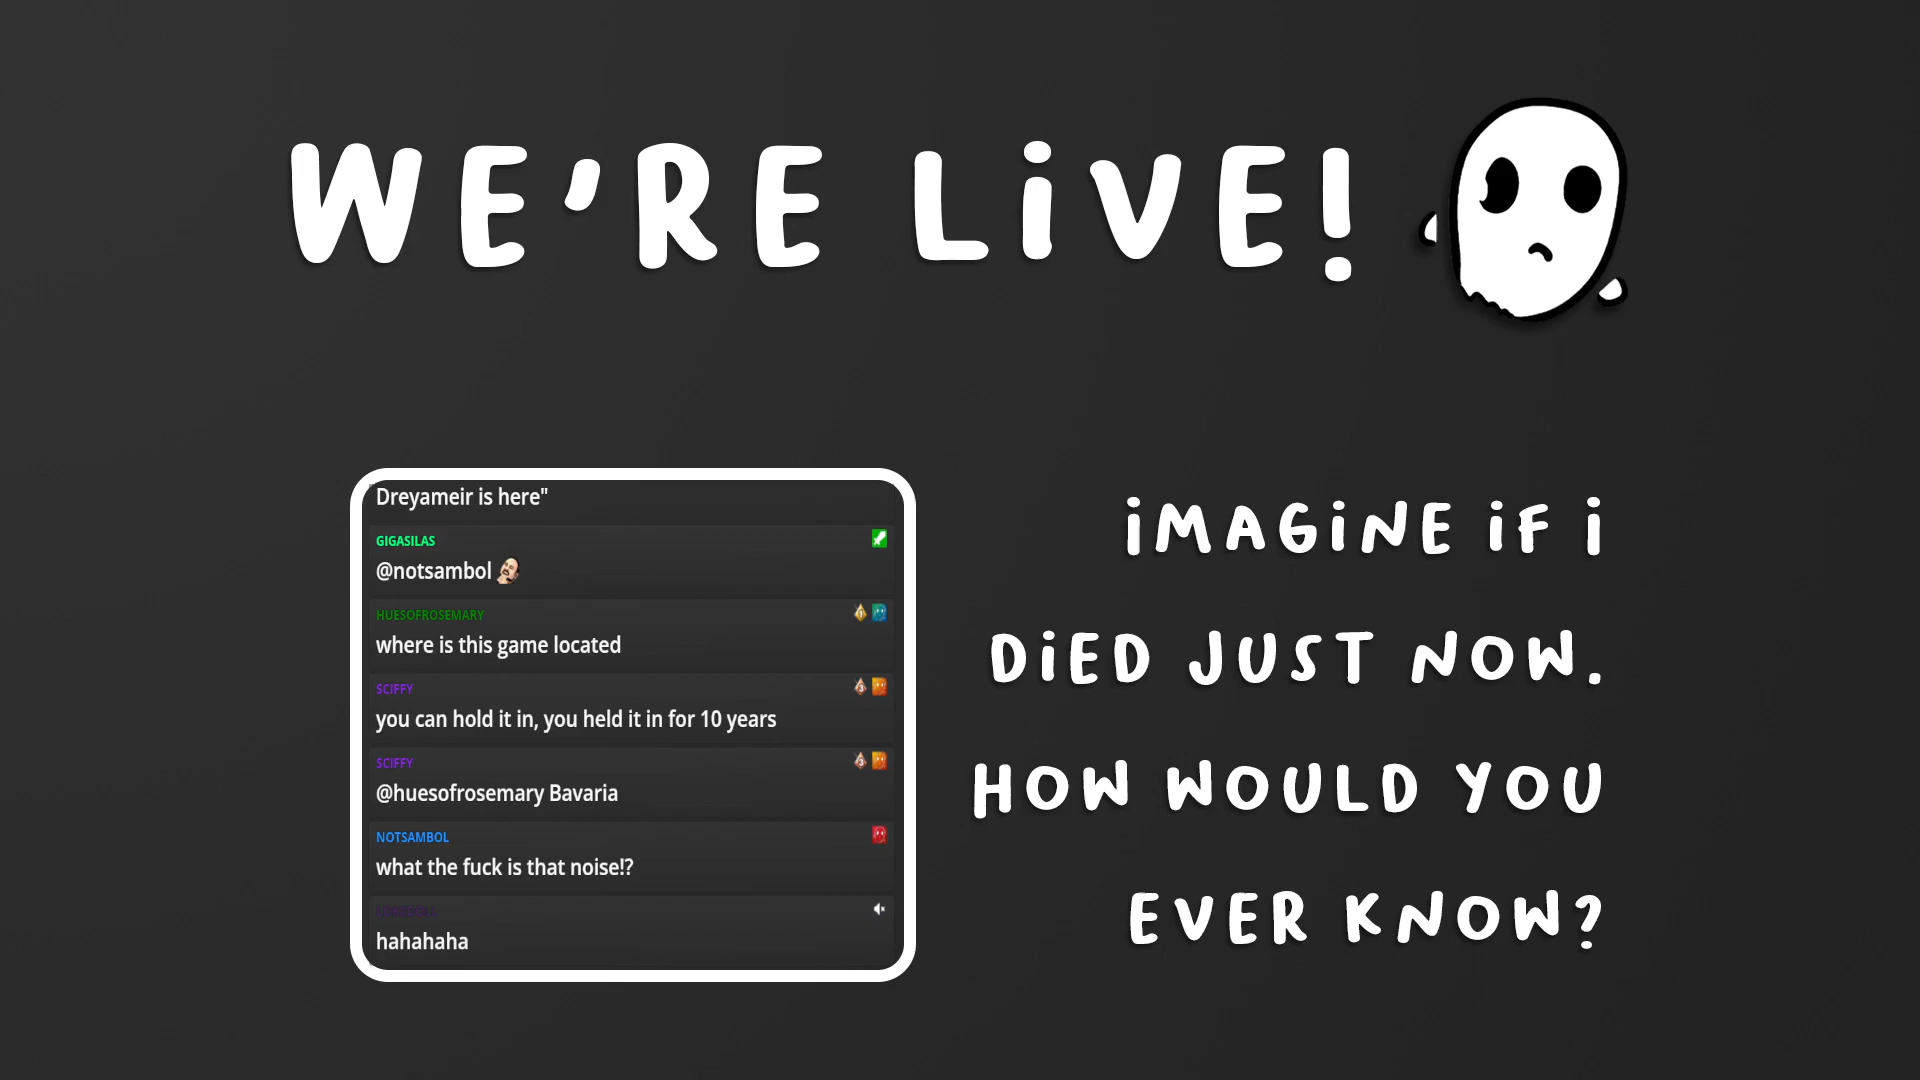 WE'RE LiVE!
Dreyameir is here"
GIGASILAS
@notsambol
HUESOFROSEMARY
where is this game located
SCIFFY
you can hold it in, you held it in for 10 years
SCIFFY
@huesofrosemary Bavaria
NOTSAMBOL
what the fuck is that noise!?
hahahaha
iMAGiNE iF i
DiED JUST NOW.
HOW WOULD YOU
EVER KNOW?